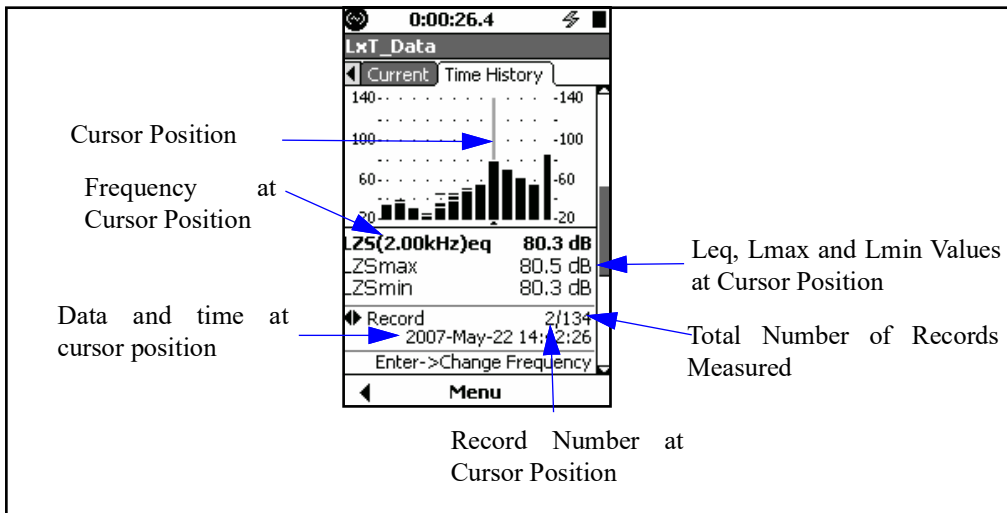 0:00:26.4
LxT_Data
Current Time History
140 -140
100 -100
60 -60
20 -20
LZS(2.00kHz)eq 80.3 dB
LZSmax 80.5 dB
LZSmin 80.3 dB
Record 2/134
2007-May-22 14: 2:26
Enter->Change Frequency
Menu
Cursor Position
Frequency at
Cursor Position
Data and time at
cursor position
Leq, Lmax and Lmin Values
at Cursor Position
Total Number of Records
Measured
Record Number at
Cursor Position